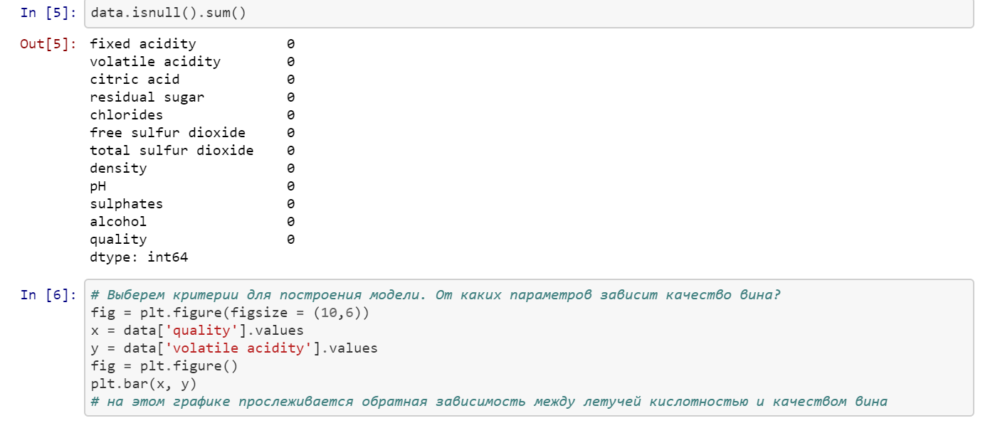 In [5]: data.isnull().sum()
Out[5]: fixed acidity 0
volatile acidity 0
citric acid 0
residual sugar 0
chlorides 0
free sulfur dioxide 0
total sulfur dioxide 0
density 0
pH 0
sulphates 0
alcohol 0
quality 0
dtype: int64
In [6]: # Выберем критерии для построения модели. От каких параметров зависит качество вина?
fig = plt.figure(figsize = (10,6))
x = data['quality'].values
y = data['volatile acidity'].values
fig = plt.figure()
plt.bar(x, y)
# на этом графике прослеживается обратная зависимость между летучей кислотностью и качеством вина